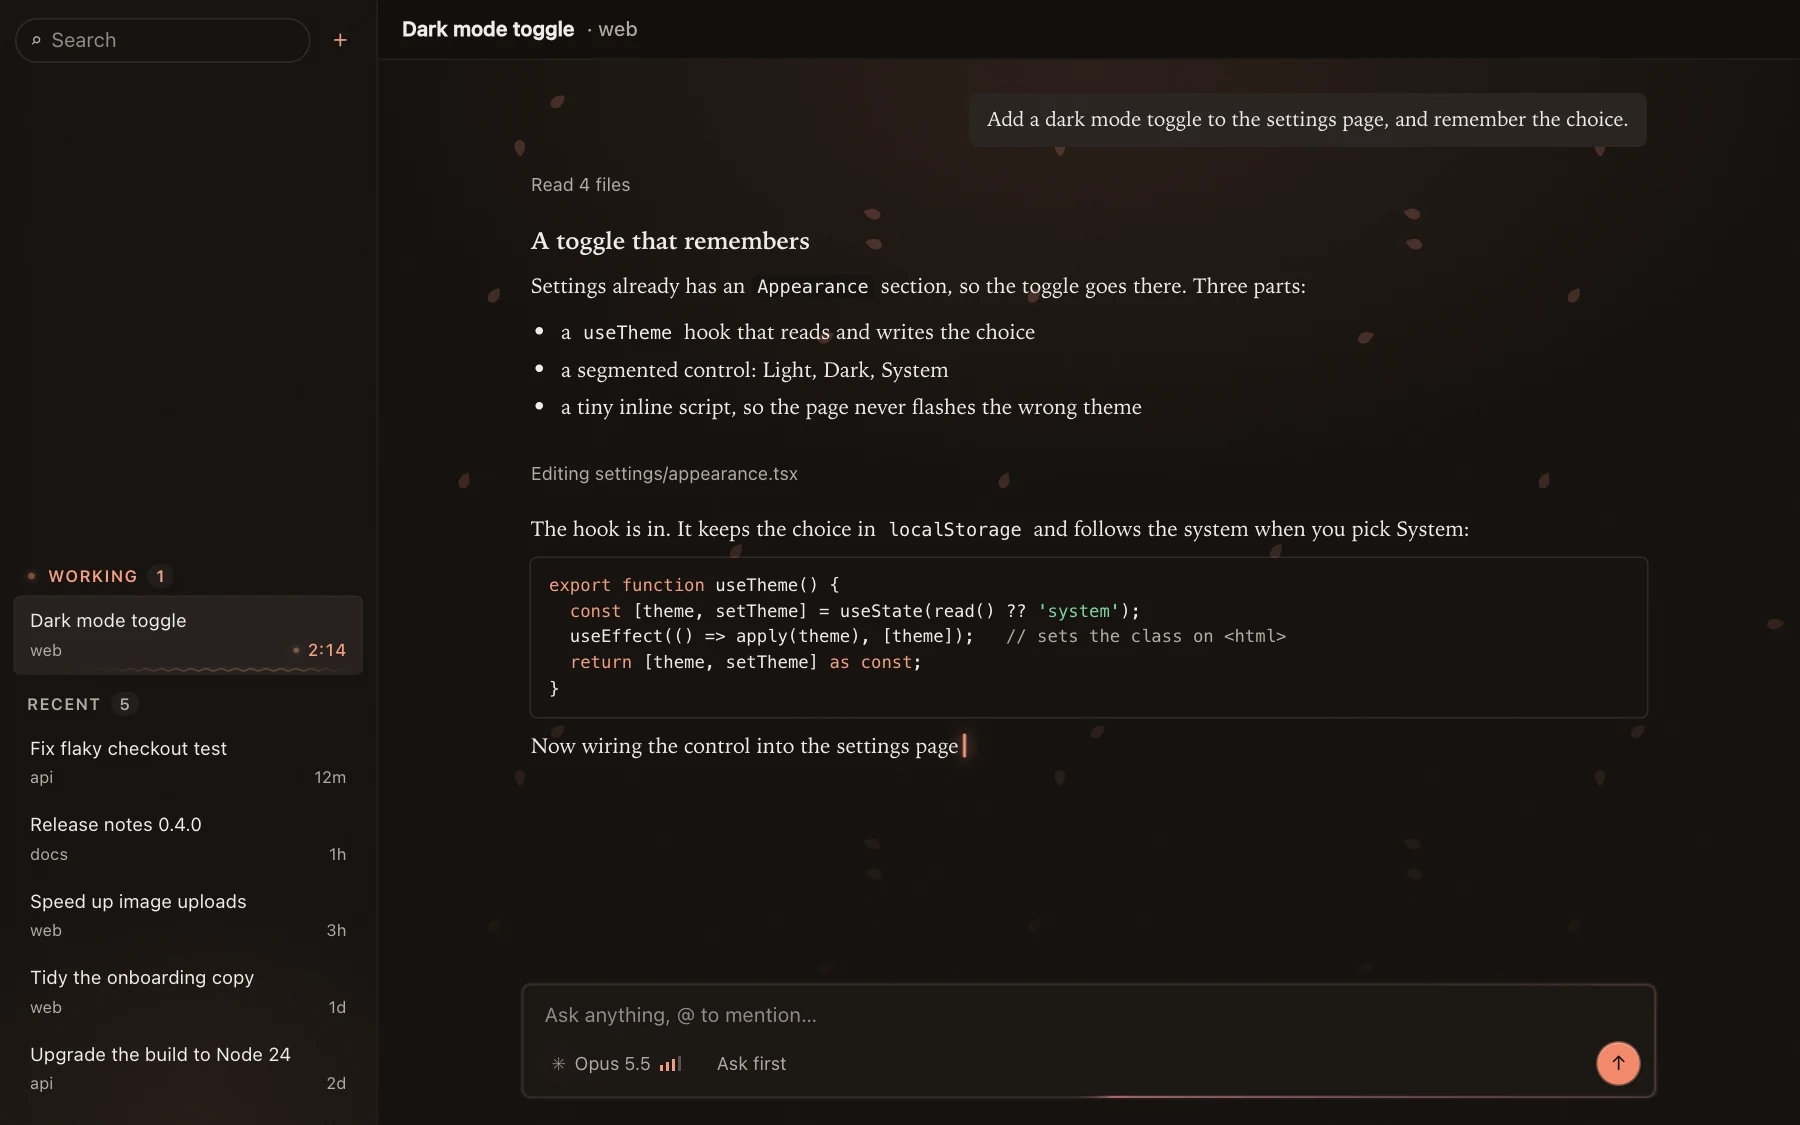 Search
+
WORKING 1
Dark mode toggle
web 2:14
RECENT 5
Fix flaky checkout test
api 12m
Release notes 0.4.0
docs 1h
Speed up image uploads
web 3h
Tidy the onboarding copy
web 1d
Upgrade the build to Node 24
api 2d
Dark mode toggle · web
Add a dark mode toggle to the settings page, and remember the choice.
Read 4 files
A toggle that remembers
Settings already has an Appearance section, so the toggle goes there. Three parts:
• a useTheme hook that reads and writes the choice
• a segmented control: Light, Dark, System
• a tiny inline script, so the page never flashes the wrong theme
Editing settings/appearance.tsx
The hook is in. It keeps the choice in localStorage and follows the system when you pick System:
export function useTheme() {
  const [theme, setTheme] = useState(read() ?? 'system');
  useEffect(() => apply(theme), [theme]);   // sets the class on <html>
  return [theme, setTheme] as const;
}
Now wiring the control into the settings page
Ask anything, @ to mention...
Opus 5.5 Ask first